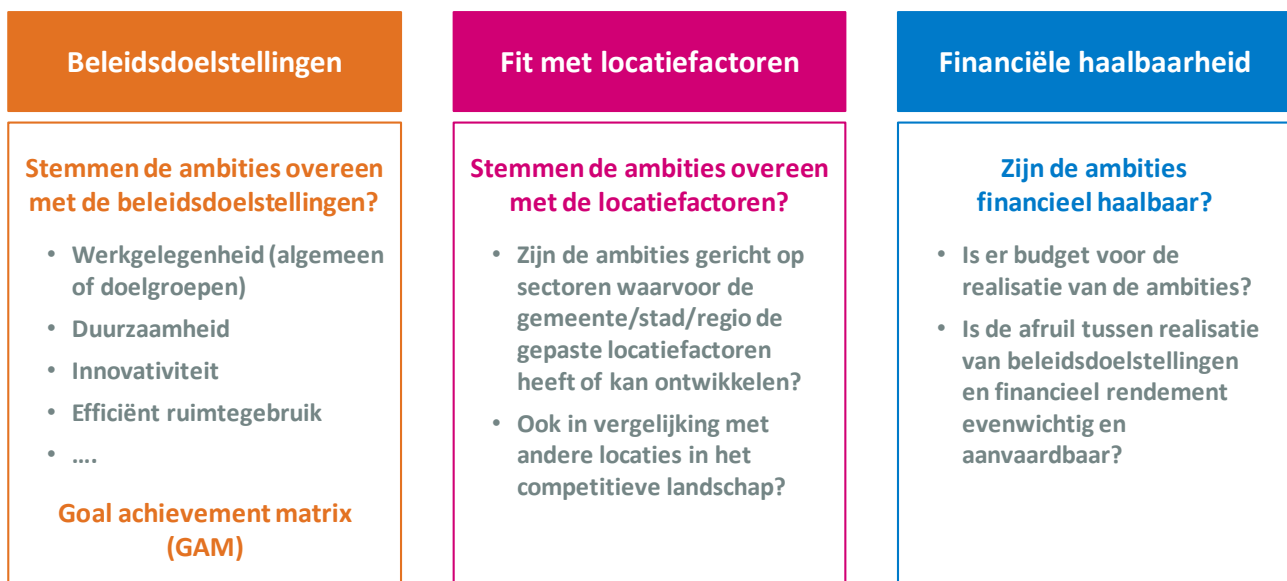 Beleidsdoelstellingen
Stemmen de ambities overeen
met de beleidsdoelstellingen?
• Werkgelegenheid (algemeen
of doelgroepen)
• Duurzaamheid
• Innovativiteit
• Efficiënt ruimtegebruik
• ....
Goal achievement matrix
(GAM)
Fit met locatiefactoren
Stemmen de ambities overeen
met de locatiefactoren?
• Zijn de ambities gericht op
sectoren waarvoor de
gemeente/stad/regio de
gepaste locatiefactoren
heeft of kan ontwikkelen?
• Ook in vergelijking met
andere locaties in het
competitieve landschap?
Financiële haalbaarheid
Zijn de ambities
financieel haalbaar?
• Is er budget voor de
realisatie van de ambities?
• Is de afruil tussen realisatie
van beleidsdoelstellingen
en financieel rendement
evenwichtig en
aanvaardbaar?